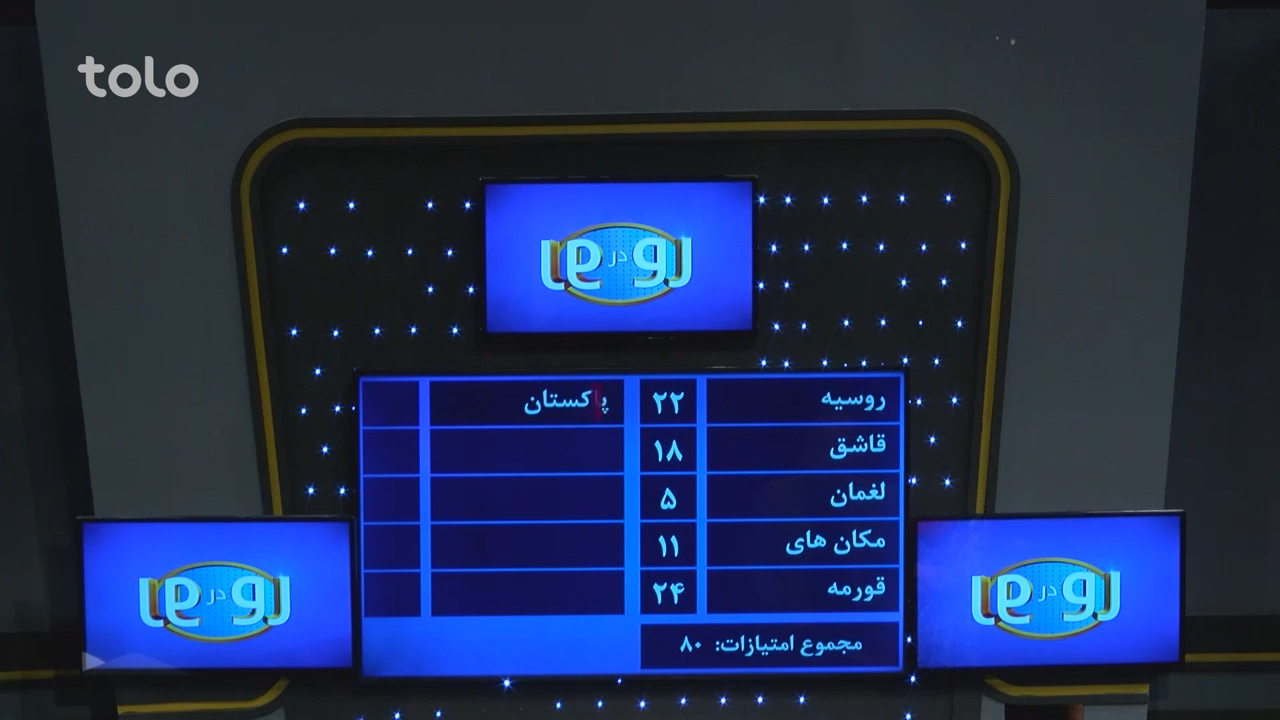 tolo
رو در رو
روسیه ۲۲ پاکستان
قاشق ۱۸
لغمان ۵
مکان های ۱۱
قورمه ۲۴
مجموع امتیازات: ۸۰
رو در رو
رو در رو